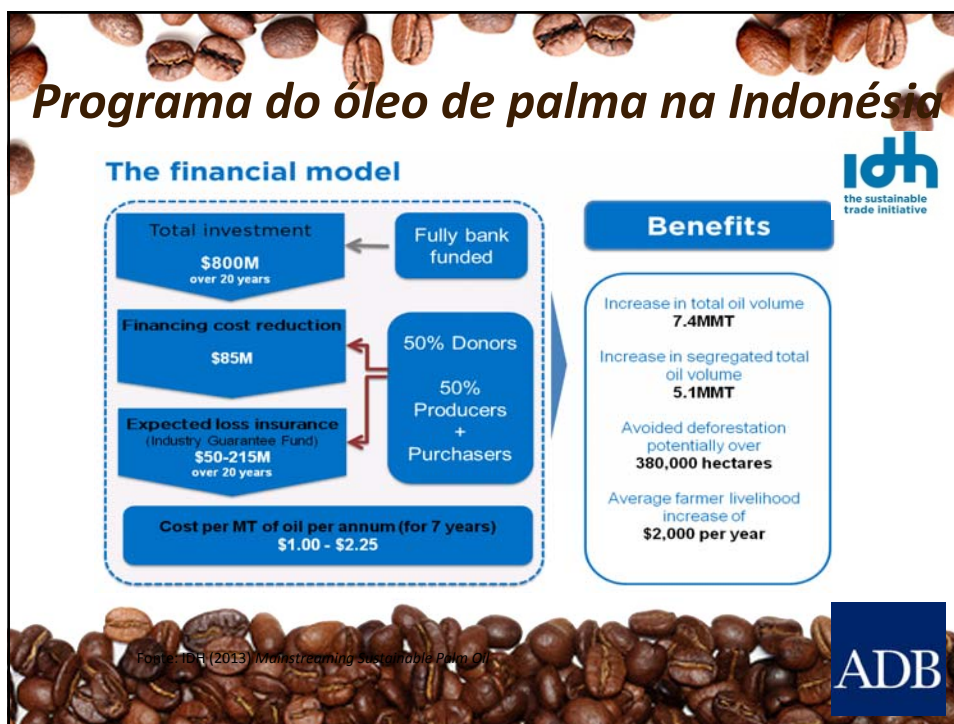 Programa do óleo de palma na Indonésia
idh
the sustainable
trade initiative
The financial model
Total investment
$800M
over 20 years
Fully bank
funded
Financing cost reduction
$85M
50% Donors
50%
Producers
+
Purchasers
Expected loss insurance
(Industry Guarantee Fund)
$50-215M
over 20 years
Cost per MT of oil per annum (for 7 years)
$1.00 - $2.25
Benefits
Increase in total oil volume
7.4MMT
Increase in segregated total
oil volume
5.1MMT
Avoided deforestation
potentially over
380,000 hectares
Average farmer livelihood
increase of
$2,000 per year
Fonte: IDH (2013) Mainstreaming Sustainable Palm Oil
ADB